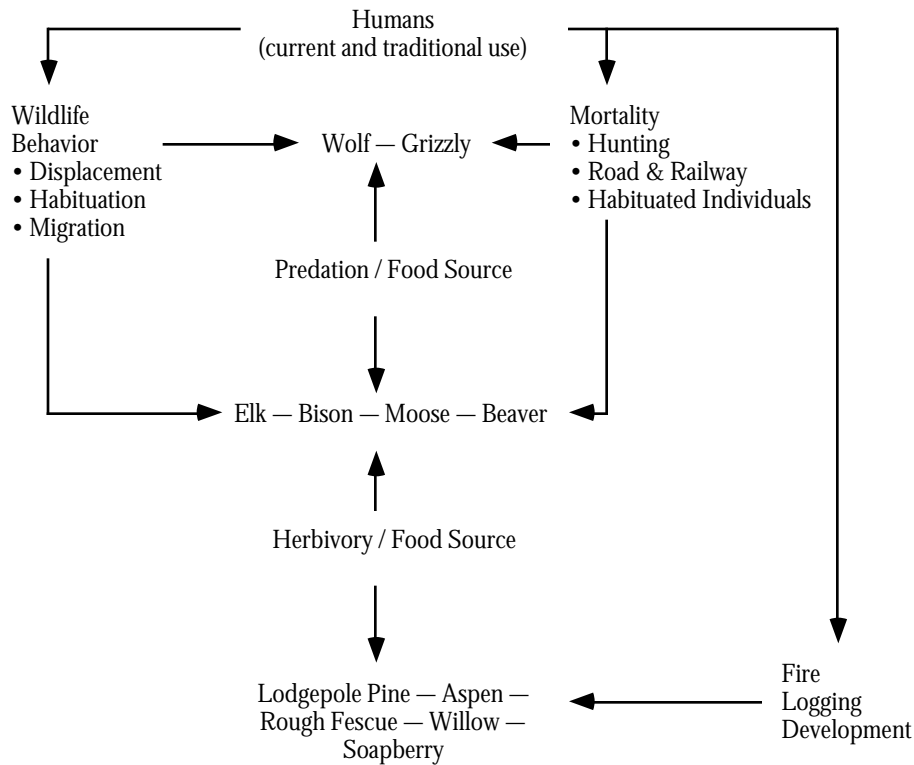 Humans
(current and traditional use)
Wildlife
Behavior
• Displacement
• Habituation
• Migration
Wolf — Grizzly
Mortality
• Hunting
• Road & Railway
• Habituated Individuals
Predation / Food Source
Elk — Bison — Moose — Beaver
Herbivory / Food Source
Lodgepole Pine — Aspen —
Rough Fescue — Willow —
Soapberry
Fire
Logging
Development